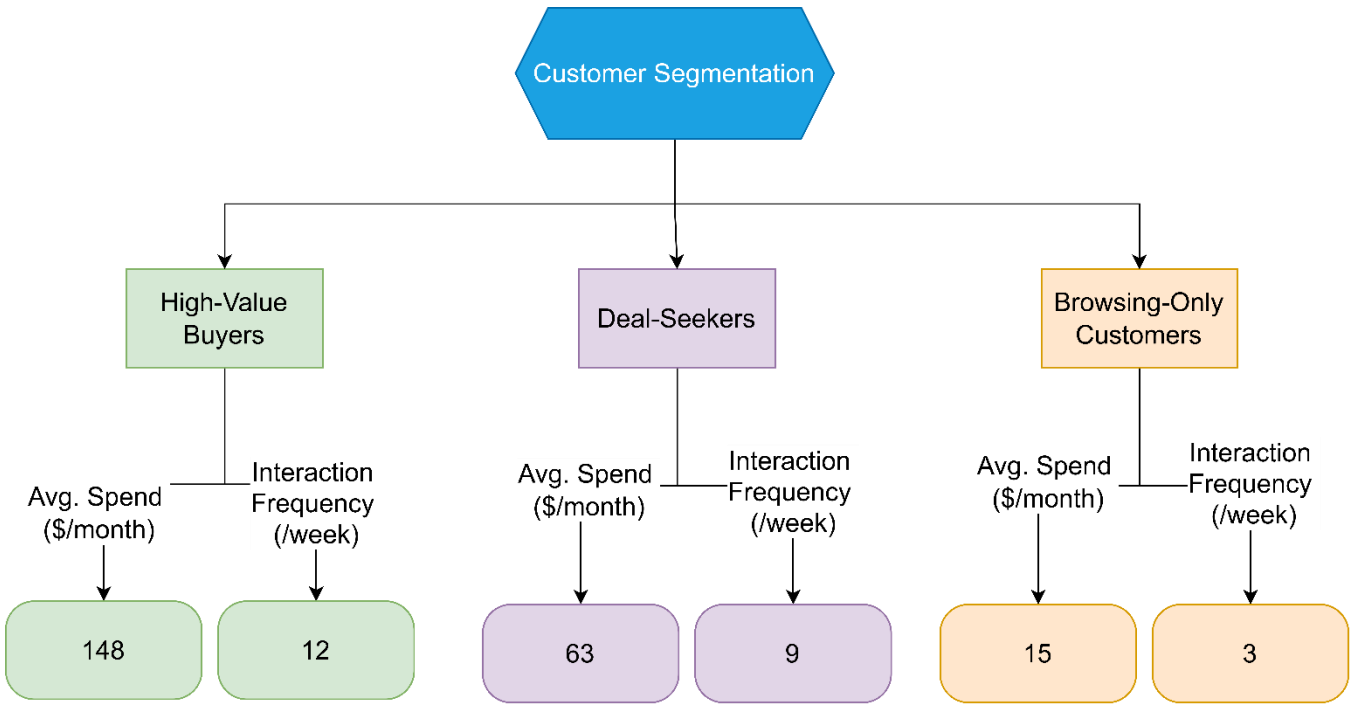 Customer Segmentation
High-Value
Buyers
Deal-Seekers
Browsing-Only
Customers
Avg. Spend
($/month)
Interaction
Frequency
(/week)
Avg. Spend
($/month)
Interaction
Frequency
(/week)
Avg. Spend
($/month)
Interaction
Frequency
(/week)
148
12
63
9
15
3